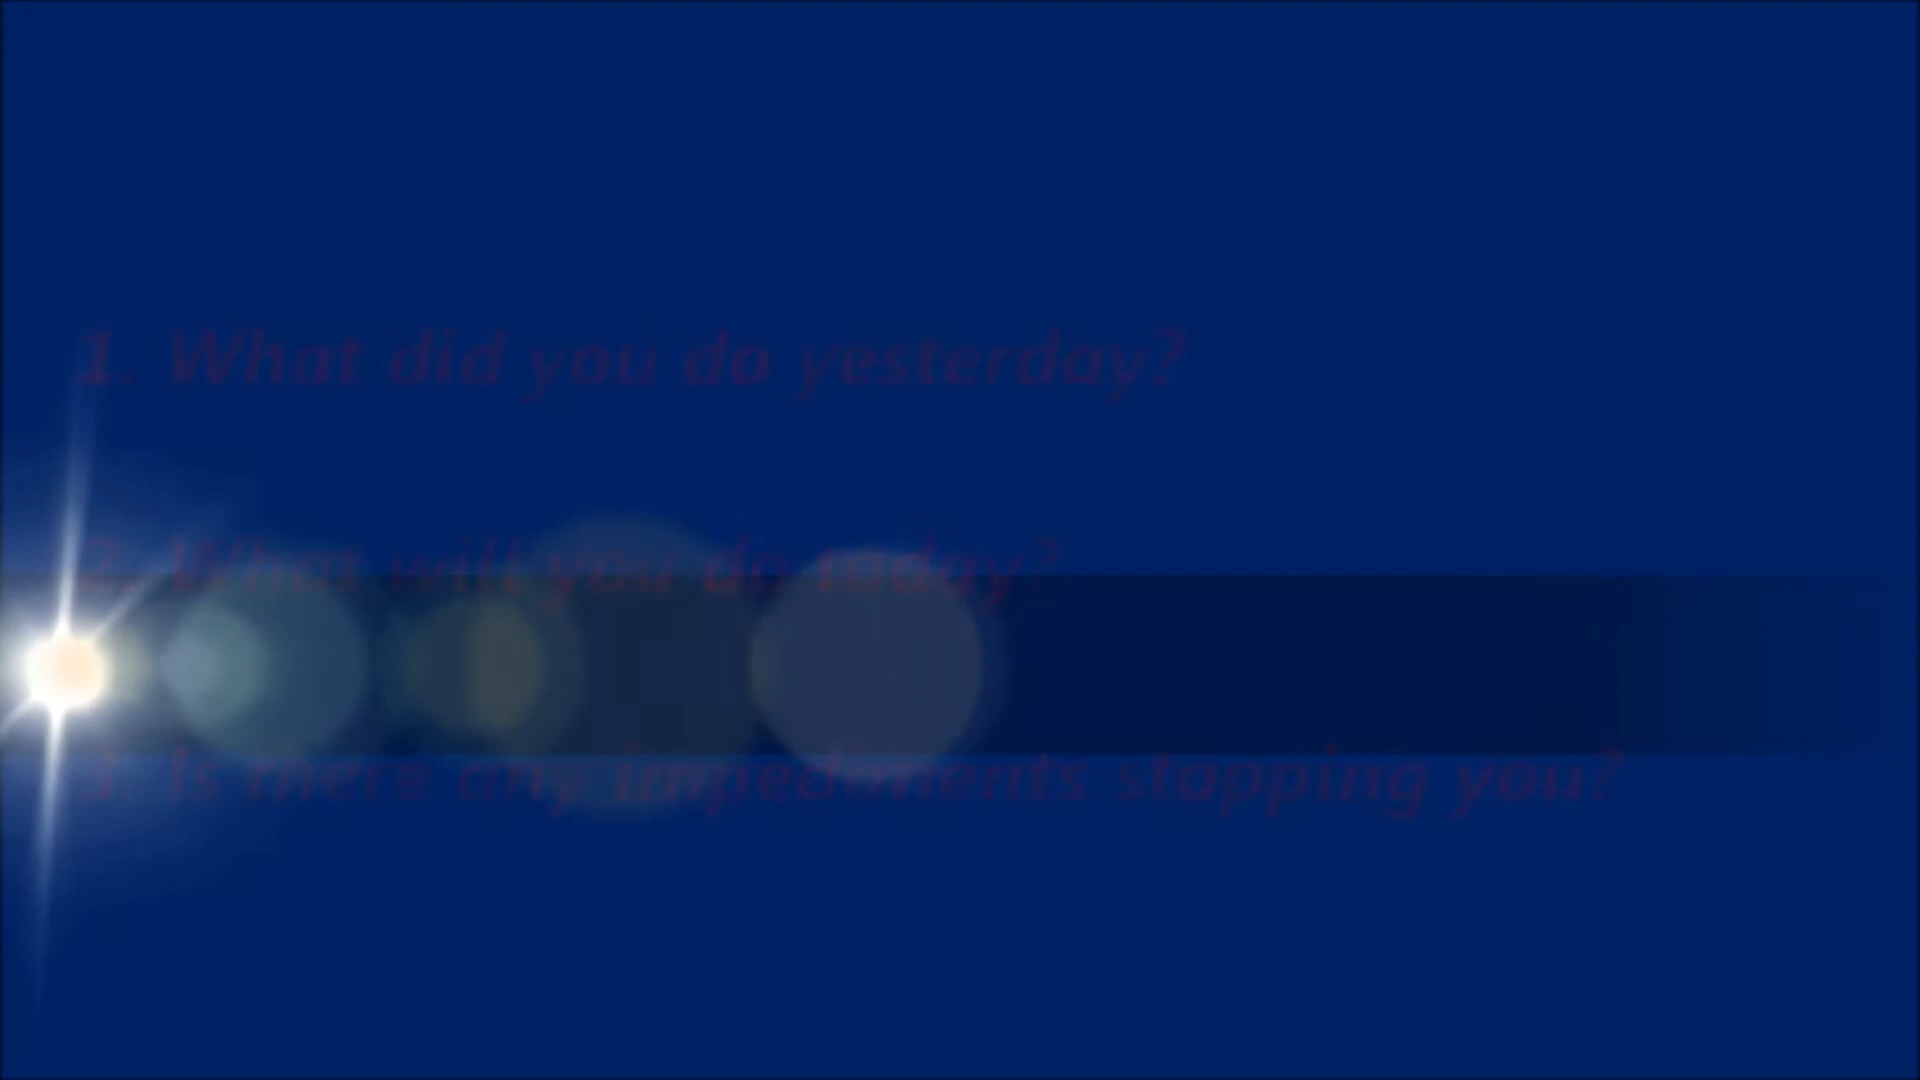 1. What did you do yesterday?
2. What will you do today?
3. Is there any impediments stopping you?